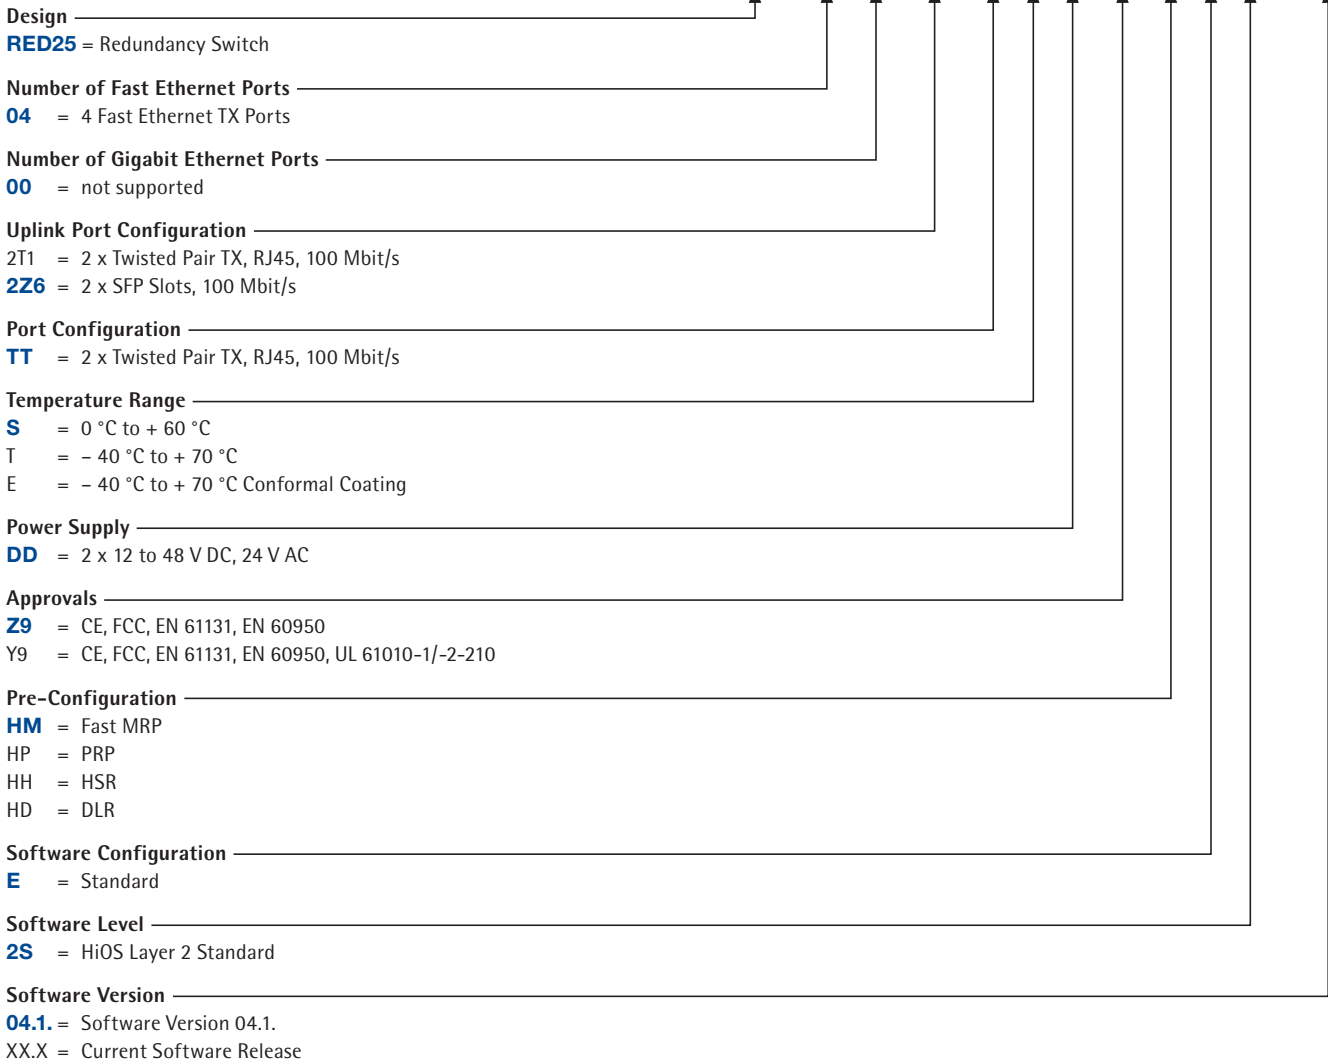 Design
RED25 = Redundancy Switch
Number of Fast Ethernet Ports
04 = 4 Fast Ethernet TX Ports
Number of Gigabit Ethernet Ports
00 = not supported
Uplink Port Configuration
2T1 = 2 x Twisted Pair TX, RJ45, 100 Mbit/s
2Z6 = 2 x SFP Slots, 100 Mbit/s
Port Configuration
TT = 2 x Twisted Pair TX, RJ45, 100 Mbit/s
Temperature Range
S = 0 °C to + 60 °C
T = – 40 °C to + 70 °C
E = – 40 °C to + 70 °C Conformal Coating
Power Supply
DD = 2 x 12 to 48 V DC, 24 V AC
Approvals
Z9 = CE, FCC, EN 61131, EN 60950
Y9 = CE, FCC, EN 61131, EN 60950, UL 61010-1/-2-210
Pre-Configuration
HM = Fast MRP
HP = PRP
HH = HSR
HD = DLR
Software Configuration
E = Standard
Software Level
2S = HiOS Layer 2 Standard
Software Version
04.1. = Software Version 04.1.
XX.X = Current Software Release